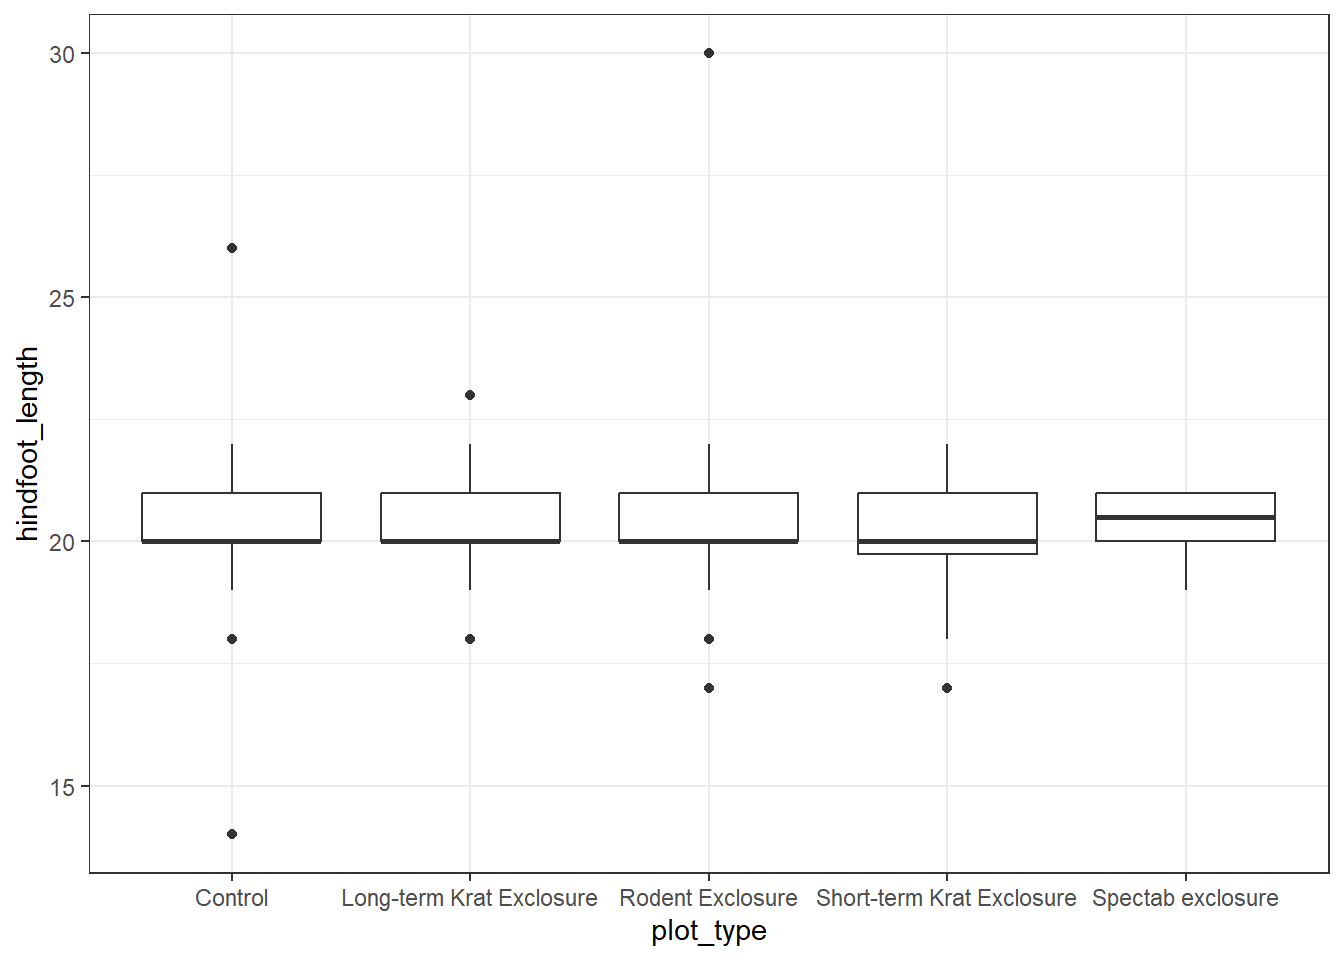 30
25
20
15
hindfoot_length
Control Long-term Krat Exclosure Rodent Exclosure Short-term Krat Exclosure Spectab exclosure
plot_type